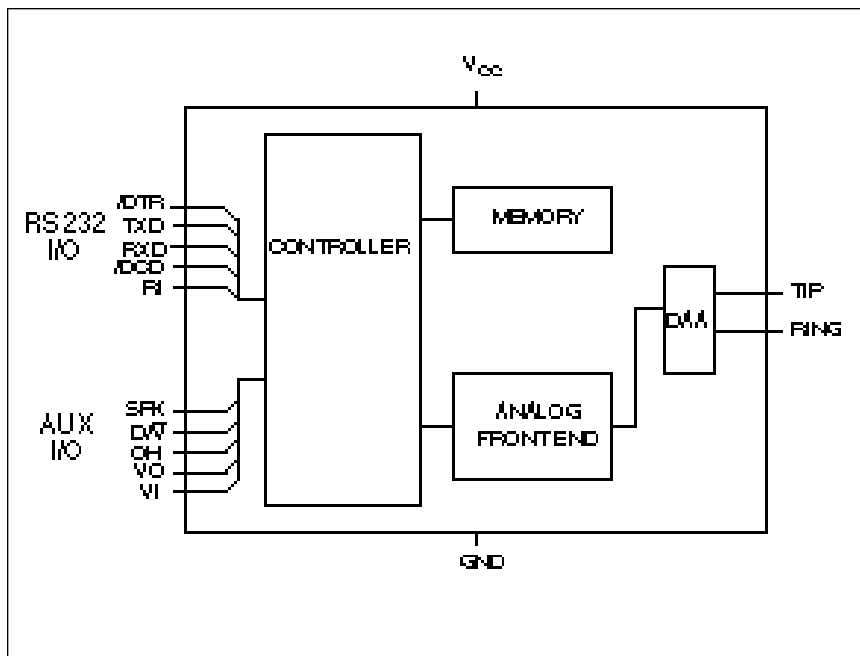 VCC
/DTR
RS232 TXD
I/O RXD
/DCD
RI
CONTROLLER
MEMORY
DAA
TIP
RING
AUX SPK
I/O DAT
OH
VO
VI
ANALOG
FRONTEND
GND